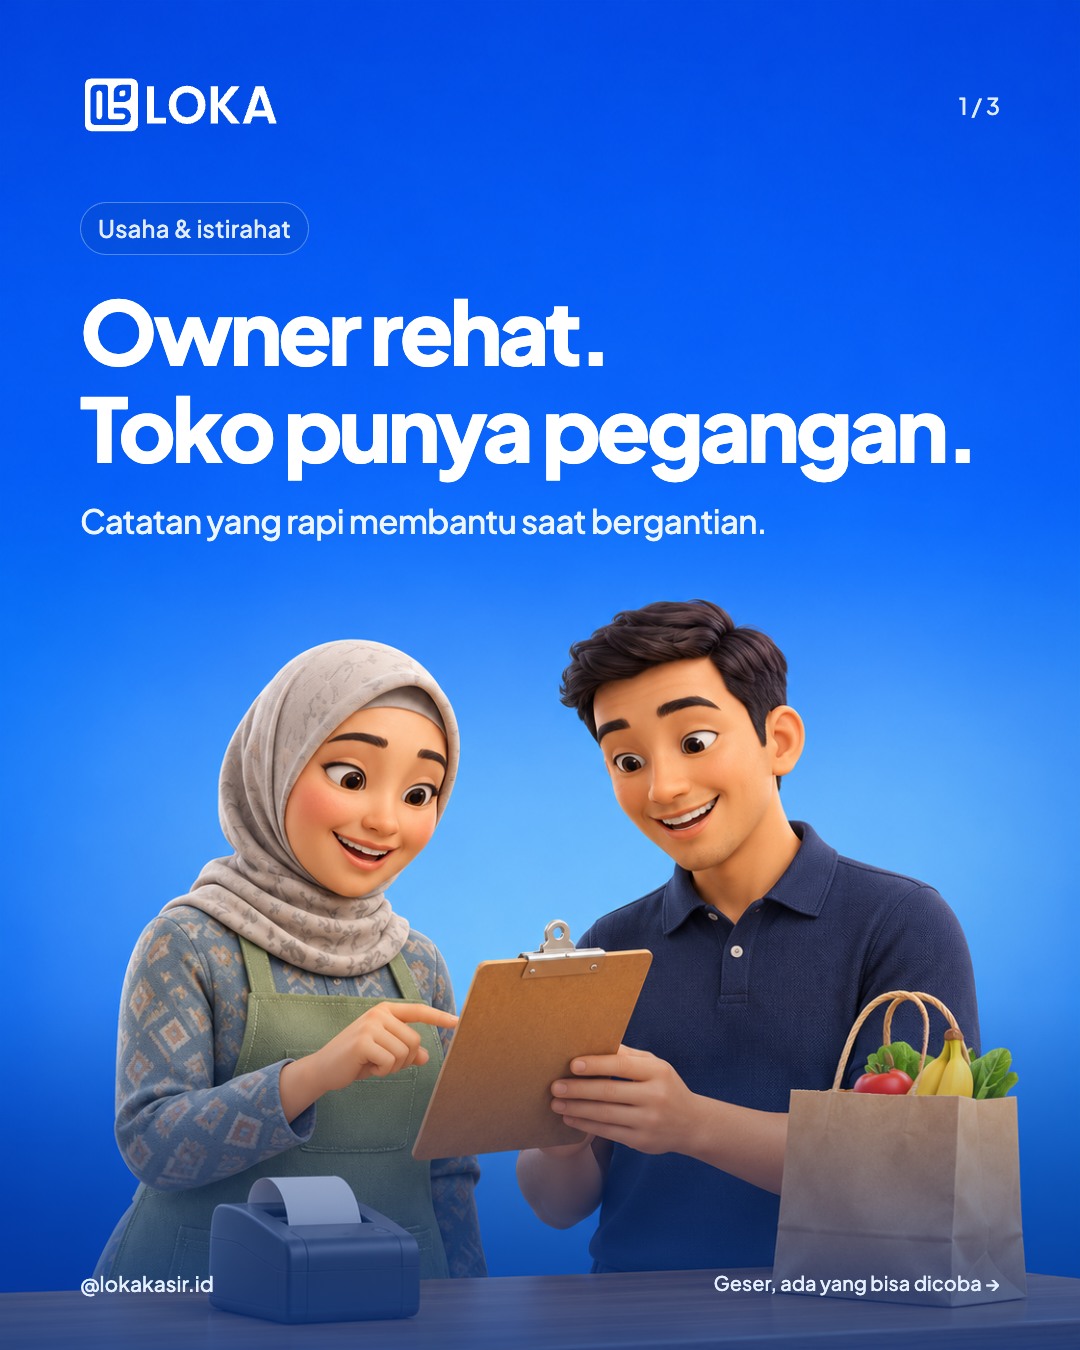 LOKA
1 / 3
Usaha & istirahat
Owner rehat.
Toko punya pegangan.
Catatan yang rapi membantu saat bergantian.
@lokakasir.id
Geser, ada yang bisa dicoba →